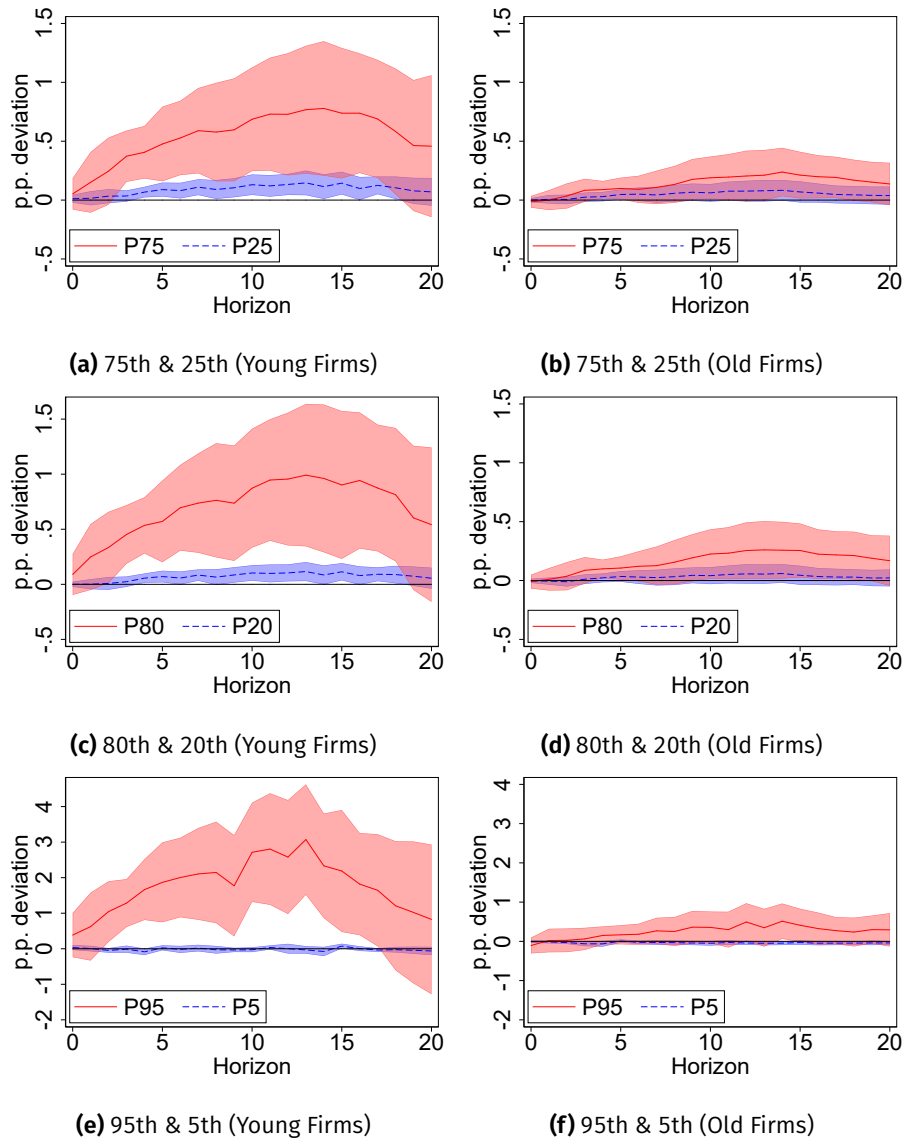 1.5
1
.5
0
-.5
p.p. deviation
P75 P25
0 5 10 15 20
Horizon
(a) 75th & 25th (Young Firms)
1.5
1
.5
0
-.5
p.p. deviation
P75 P25
0 5 10 15 20
Horizon
(b) 75th & 25th (Old Firms)
1.5
1
.5
0
-.5
p.p. deviation
P80 P20
0 5 10 15 20
Horizon
(c) 80th & 20th (Young Firms)
1.5
1
.5
0
-.5
p.p. deviation
P80 P20
0 5 10 15 20
Horizon
(d) 80th & 20th (Old Firms)
4
3
2
1
0
-1
-2
p.p. deviation
P95 P5
0 5 10 15 20
Horizon
(e) 95th & 5th (Young Firms)
4
3
2
1
0
-1
-2
p.p. deviation
P95 P5
0 5 10 15 20
Horizon
(f) 95th & 5th (Old Firms)